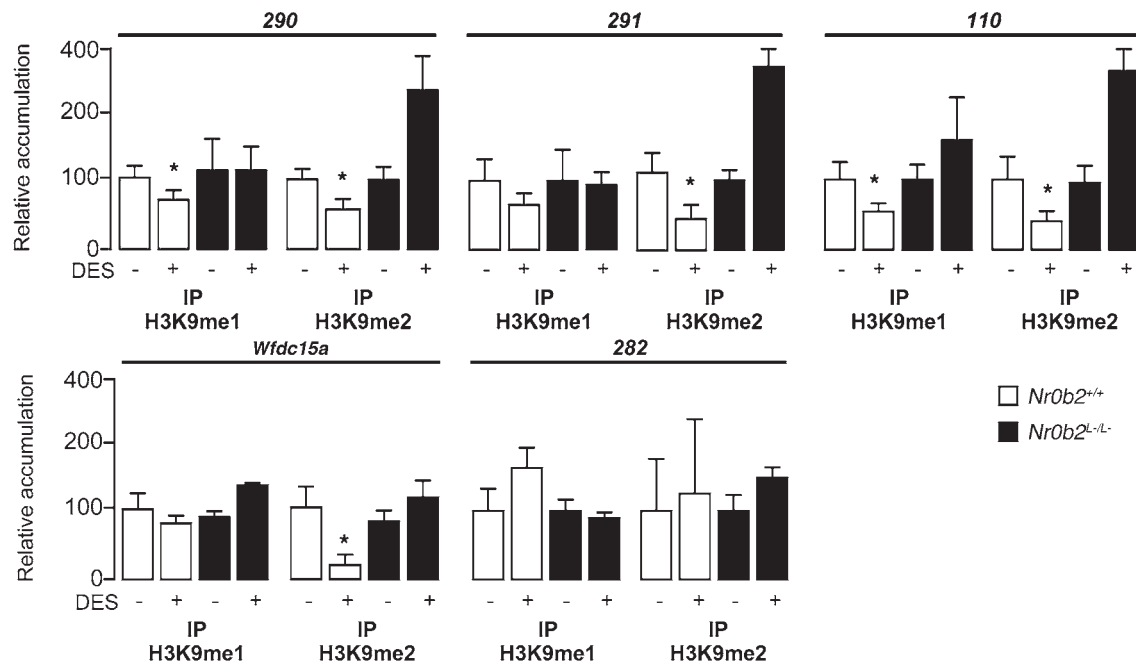 290 291 110
Relative accumulation
400
200
100
0
* * * * *
DES - + - + - + - + - + - + - + - + - + - + - + - +
IP IP IP IP IP IP
H3K9me1 H3K9me2 H3K9me1 H3K9me2 H3K9me1 H3K9me2
Wfdc15a 282
Relative accumulation
400
200
100
0
*
DES - + - + - + - + - + - + - + - +
IP IP IP IP
H3K9me1 H3K9me2 H3K9me1 H3K9me2
Nr0b2+/+
Nr0b2L-/L-